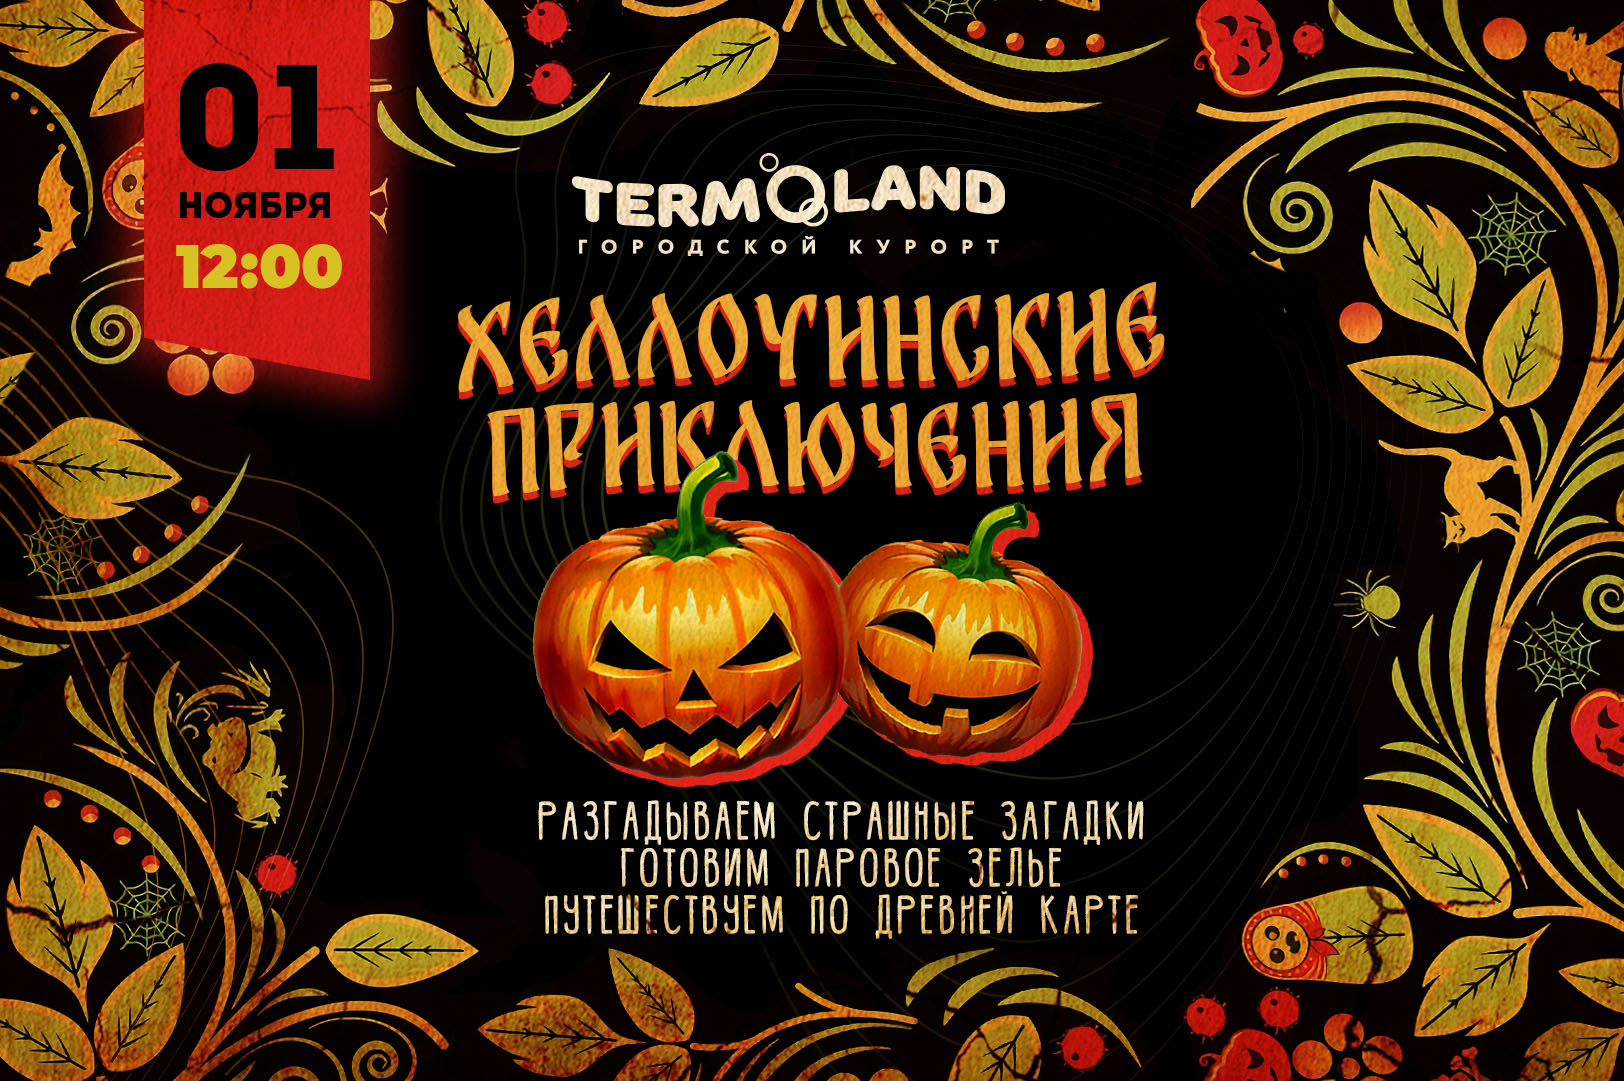 01
НОЯБРЯ
12:00
TERMOLAND
ГОРОДСКОЙ КУРОРТ
ХЕЛЛОУИНСКИЕ
ПРИКЛЮЧЕНИЯ
РАЗГАДЫВАЕМ СТРАШНЫЕ ЗАГАДКИ
ГОТОВИМ ПАРОВОЕ ЗЕЛЬЕ
ПУТЕШЕСТВУЕМ ПО ДРЕВНЕЙ КАРТЕ